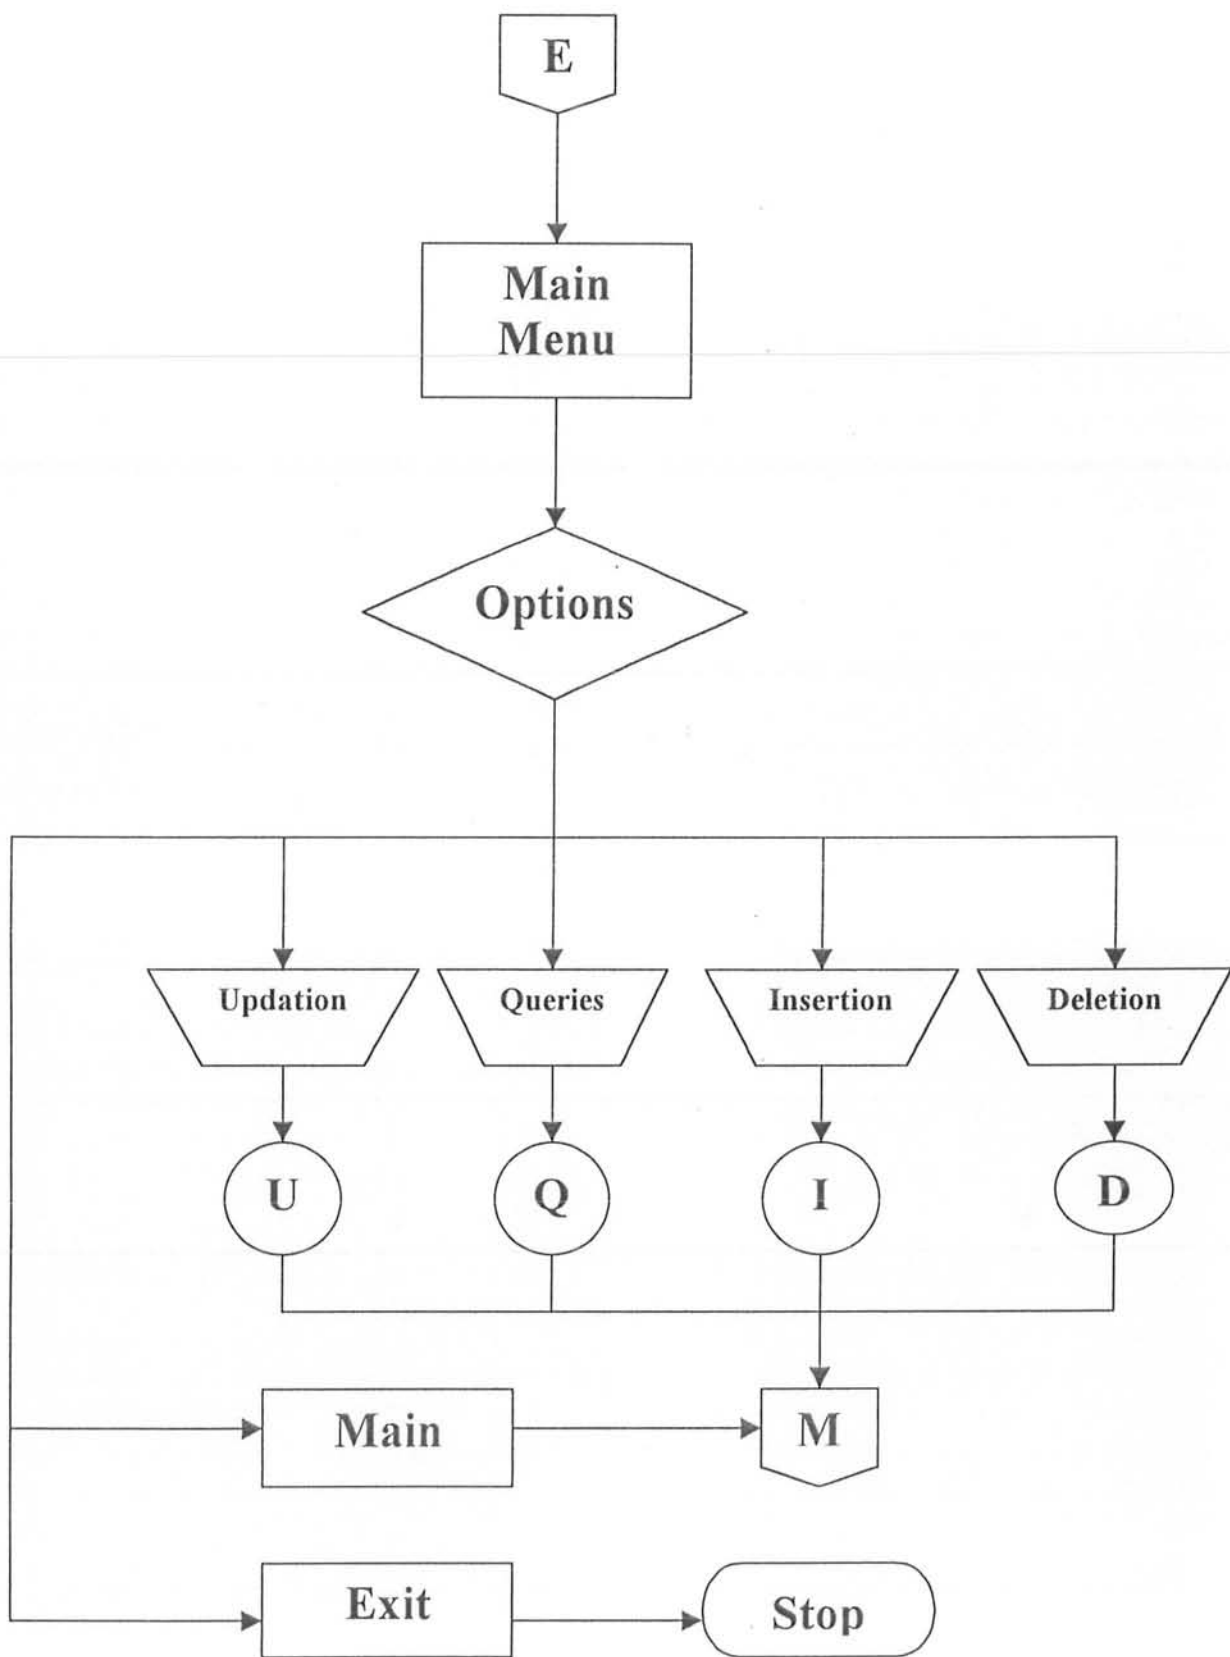 E
Main
Menu
Options
Updation
Queries
Insertion
Deletion
U
Q
I
D
Main
M
Exit
Stop